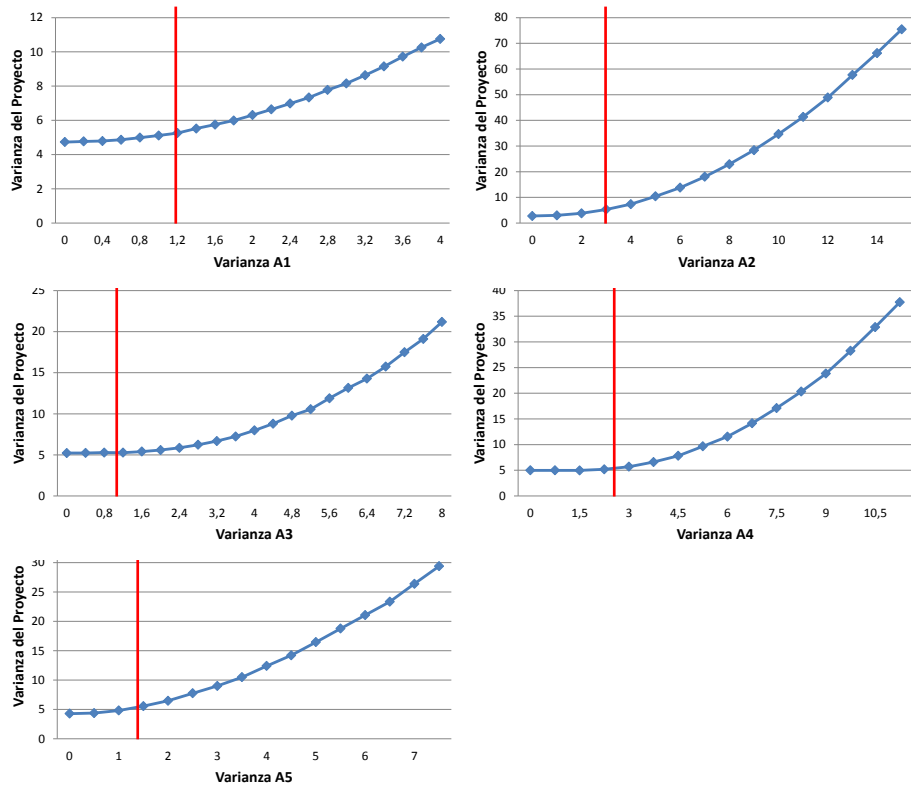 Varianza del Proyecto
12
10
8
6
4
2
0
0 0,4 0,8 1,2 1,6 2 2,4 2,8 3,2 3,6 4
Varianza A1
Varianza del Proyecto
80
70
60
50
40
30
20
10
0
0 2 4 6 8 10 12 14
Varianza A2
Varianza del Proyecto
25
20
15
10
5
0
0 0,8 1,6 2,4 3,2 4 4,8 5,6 6,4 7,2 8
Varianza A3
Varianza del Proyecto
40
35
30
25
20
15
10
5
0
0 1,5 3 4,5 6 7,5 9 10,5
Varianza A4
Varianza del Proyecto
30
25
20
15
10
5
0
0 1 2 3 4 5 6 7
Varianza A5